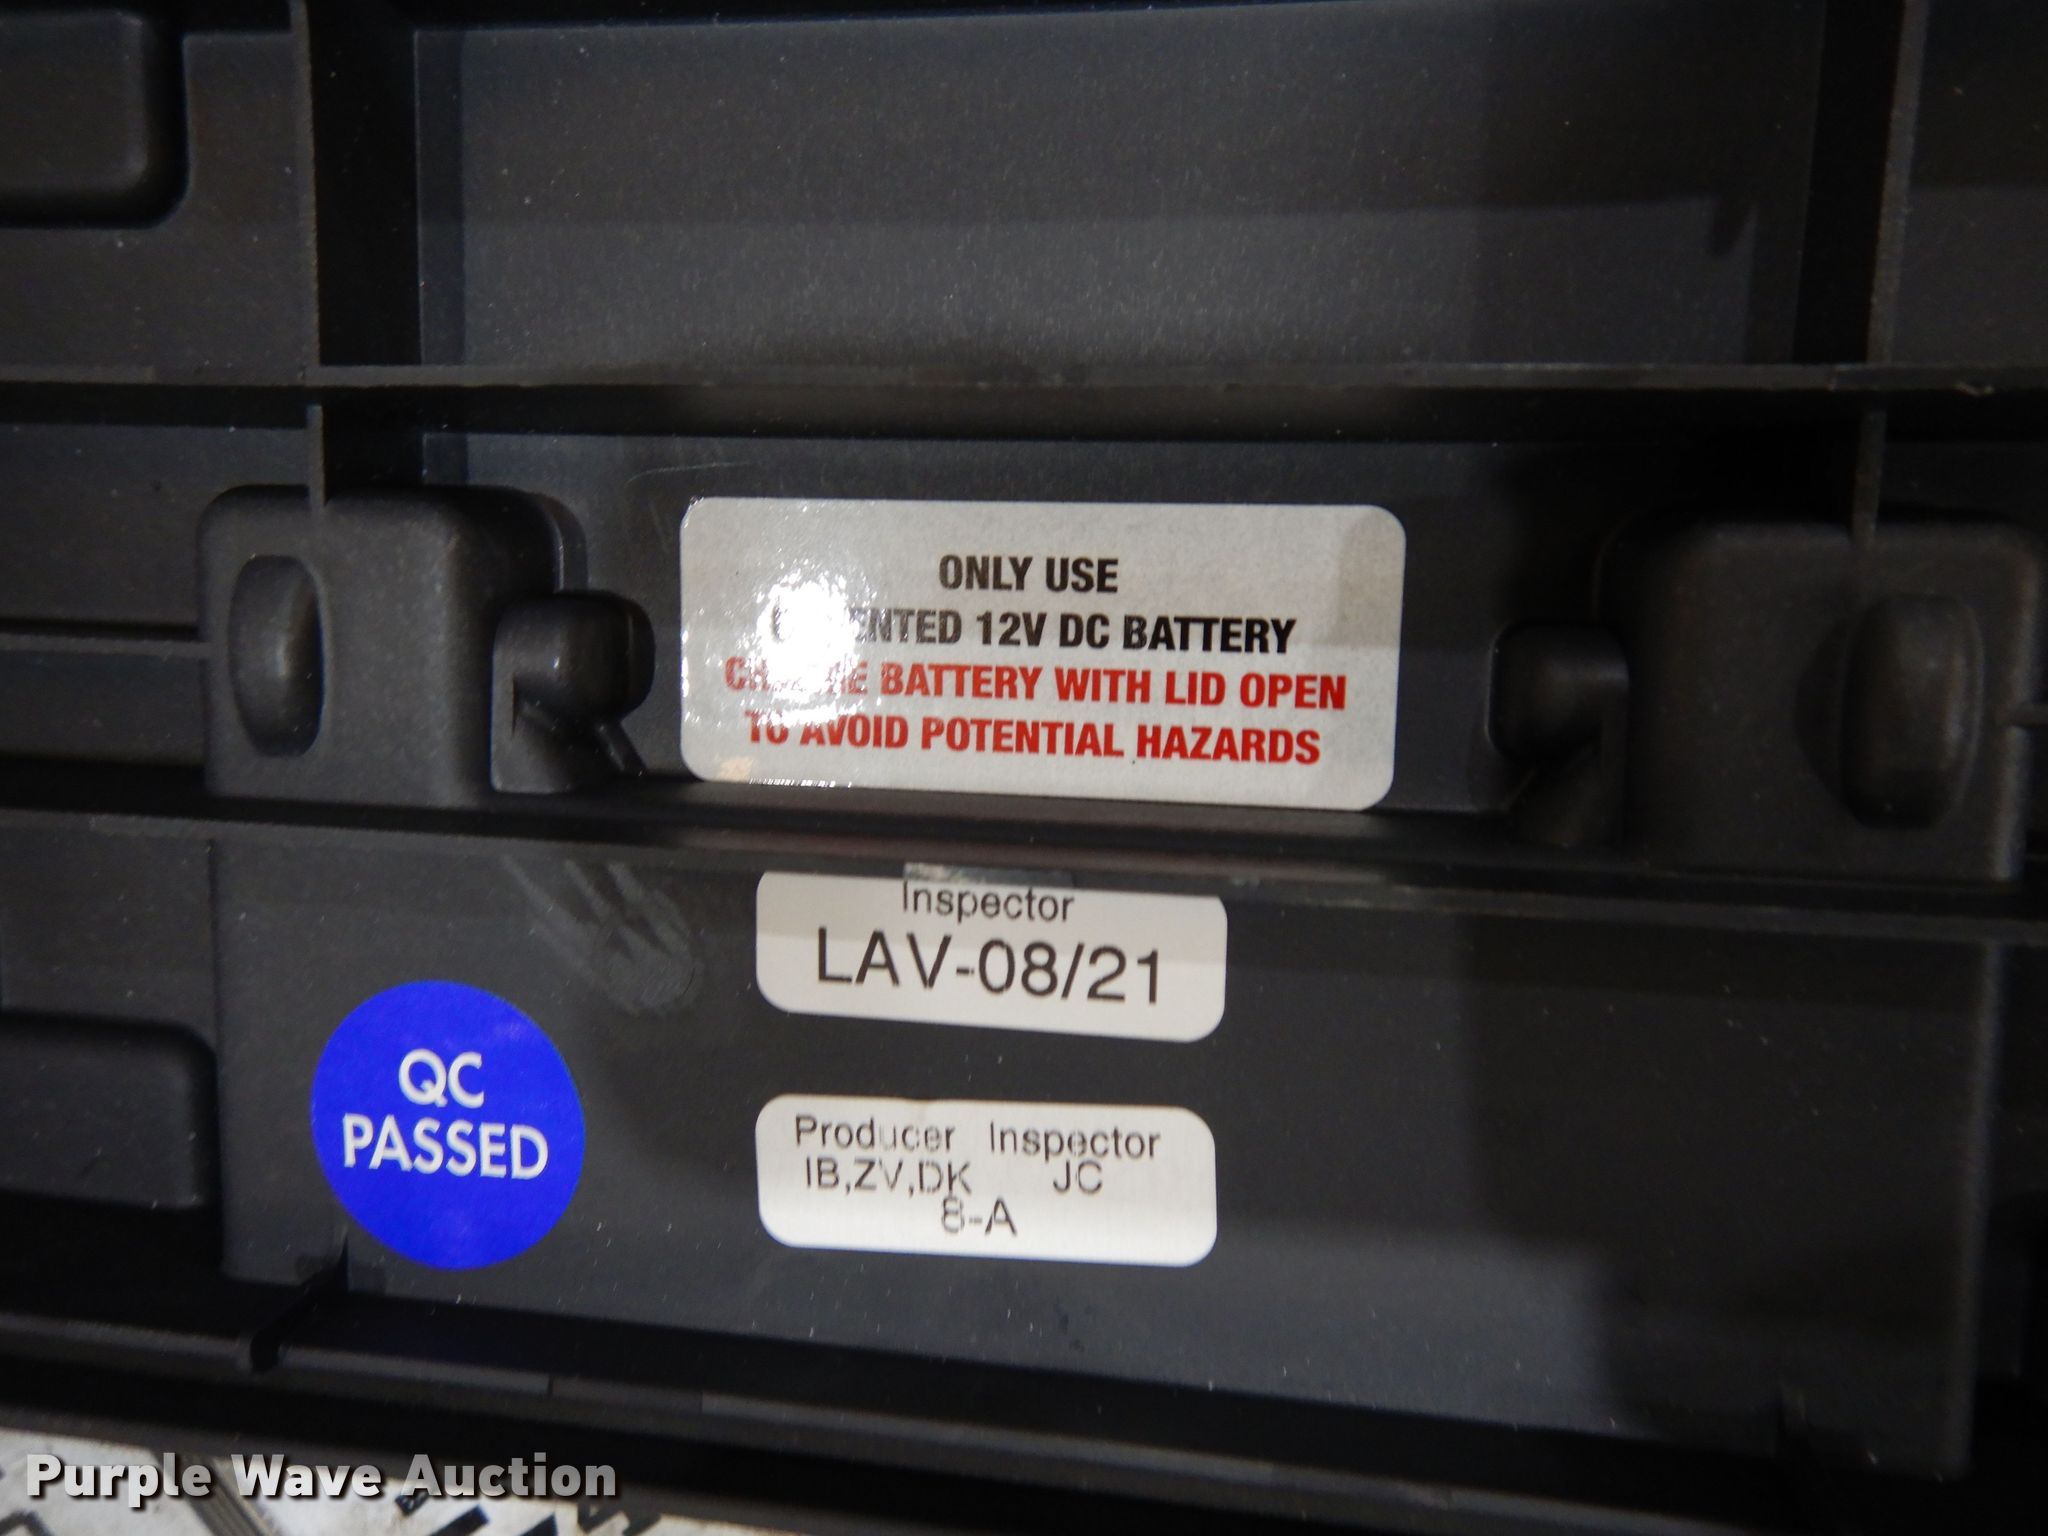 ONLY USE
12V DC BATTERY
BATTERY WITH LID OPEN
TO AVOID POTENTIAL HAZARDS
Inspector
LAV-08/21
QC
PASSED
Producer Inspector
IB,ZV,DK JC
8-A
Purple Wave Auction